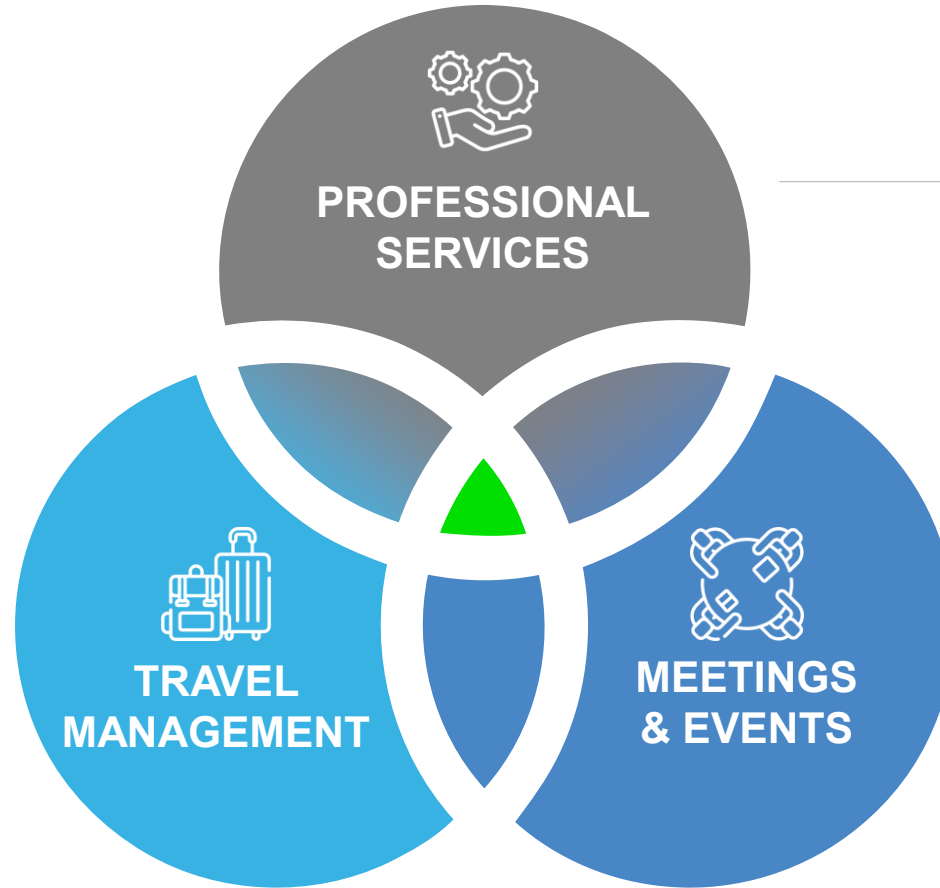 PROFESSIONAL
SERVICES
TRAVEL
MANAGEMENT
MEETINGS
& EVENTS